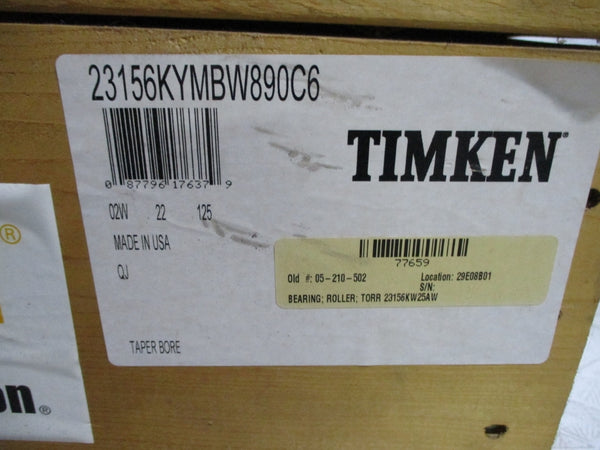 23156KYMBW890C6
TIMKEN®
0 87796 17637 9
02W 22 125
MADE IN USA
QJ
77659
Old #: 05-210-502 Location: 29E08B01
S/N:
BEARING; ROLLER; TORR 23156KW25AW
TAPER BORE
®
on®